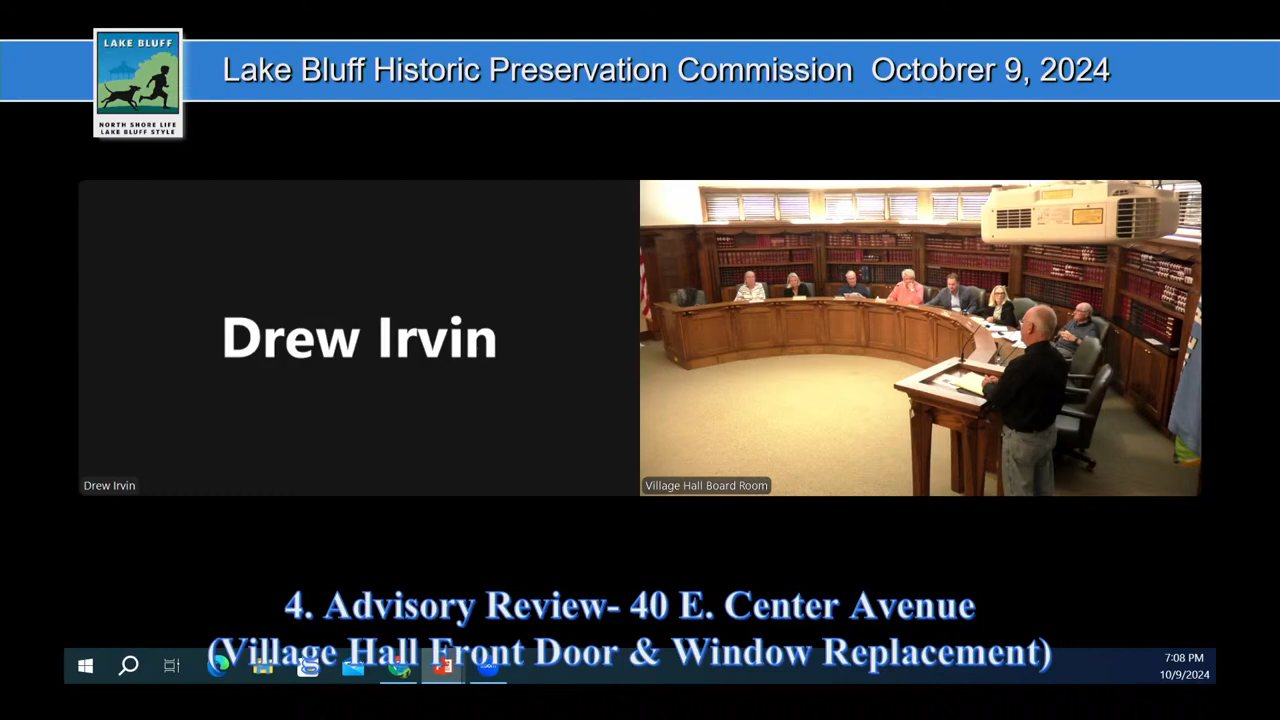 LAKE BLUFF
NORTH SHORE LIFE
LAKE BLUFF STYLE
Lake Bluff Historic Preservation Commission Octobrer 9, 2024
Drew Irvin
Drew Irvin
Village Hall Board Room
4. Advisory Review- 40 E. Center Avenue
(Village Hall Front Door & Window Replacement)
7:08 PM
10/9/2024